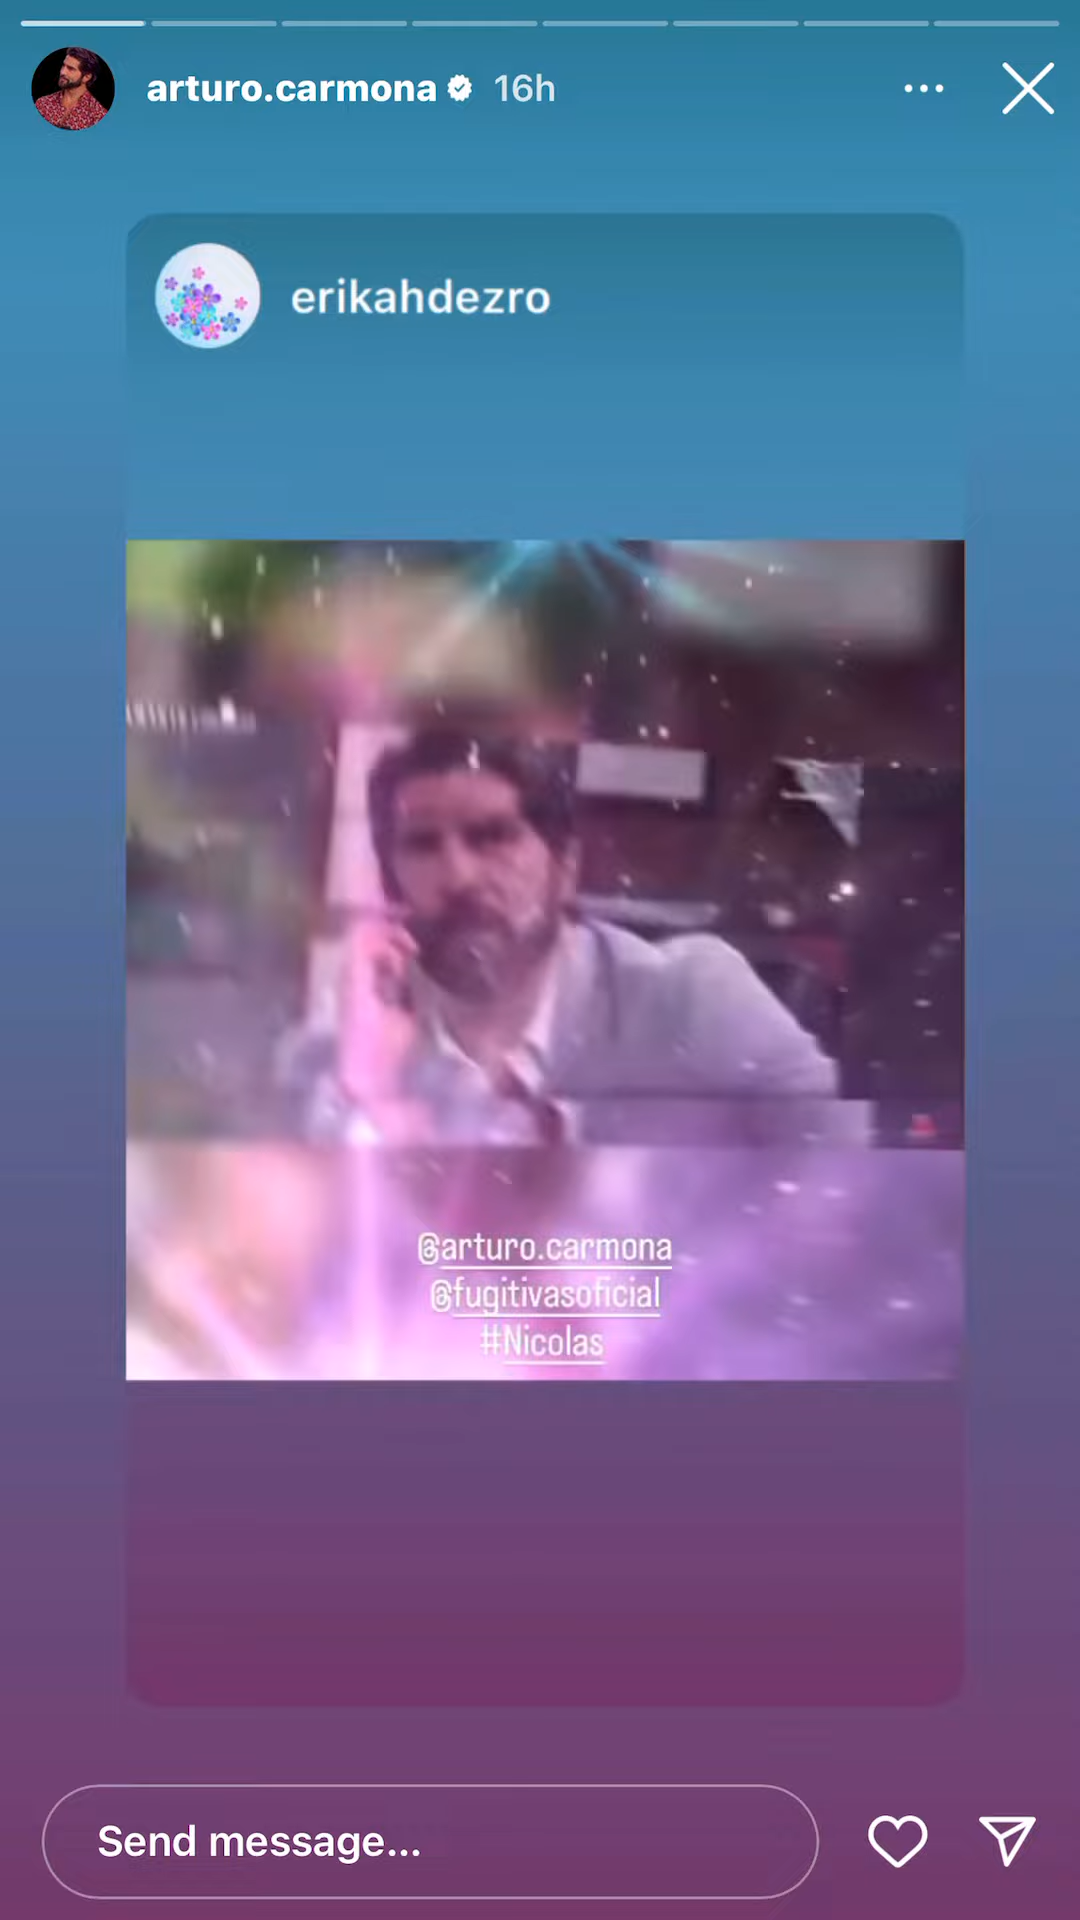 arturo.carmona 16h
erikahdezro
@arturo.carmona
@fugitivasoficial
#Nicolas
Send message...